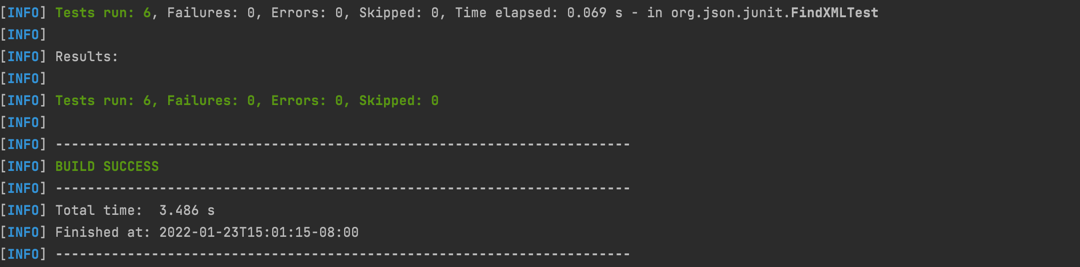 [INFO] Tests run: 6, Failures: 0, Errors: 0, Skipped: 0, Time elapsed: 0.069 s - in org.json.junit.FindXMLTest
[INFO]
[INFO] Results:
[INFO]
[INFO] Tests run: 6, Failures: 0, Errors: 0, Skipped: 0
[INFO]
[INFO] ------------------------------------------------------------------------
[INFO] BUILD SUCCESS
[INFO] ------------------------------------------------------------------------
[INFO] Total time:  3.486 s
[INFO] Finished at: 2022-01-23T15:01:15-08:00
[INFO] ------------------------------------------------------------------------